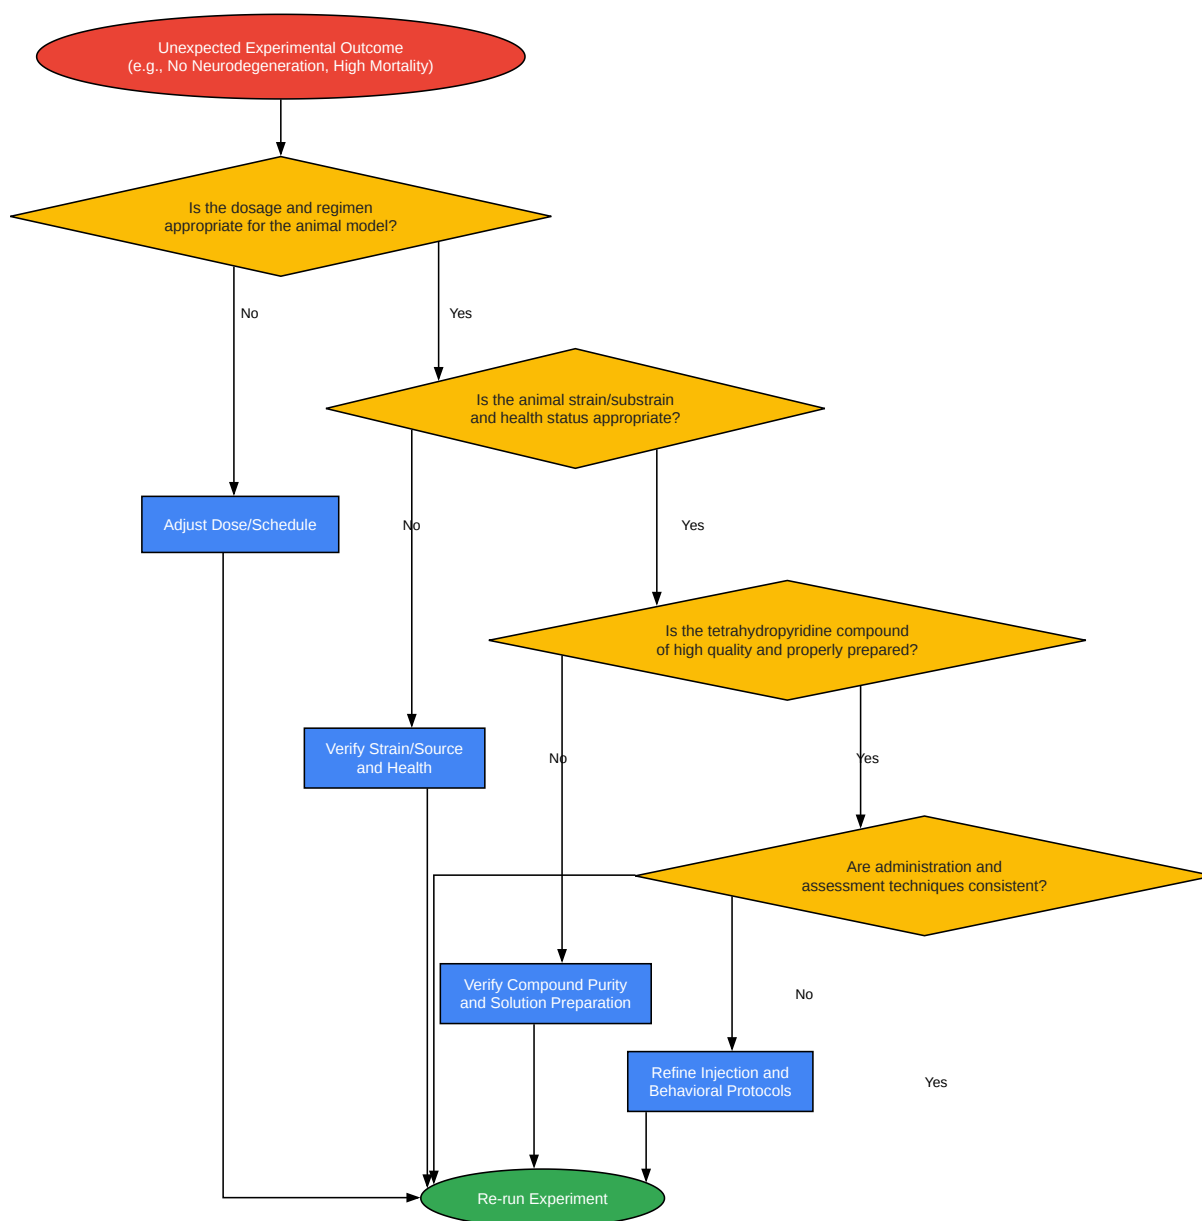 Unexpected Experimental Outcome
(e.g., No Neurodegeneration, High Mortality)
Is the dosage and regimen
appropriate for the animal model?
No
Yes
Is the animal strain/substrain
and health status appropriate?
Adjust Dose/Schedule
No
Yes
Is the tetrahydropyridine compound
of high quality and properly prepared?
Verify Strain/Source
and Health
No
Yes
Are administration and
assessment techniques consistent?
Verify Compound Purity
and Solution Preparation
No
Refine Injection and
Behavioral Protocols
Yes
Re-run Experiment